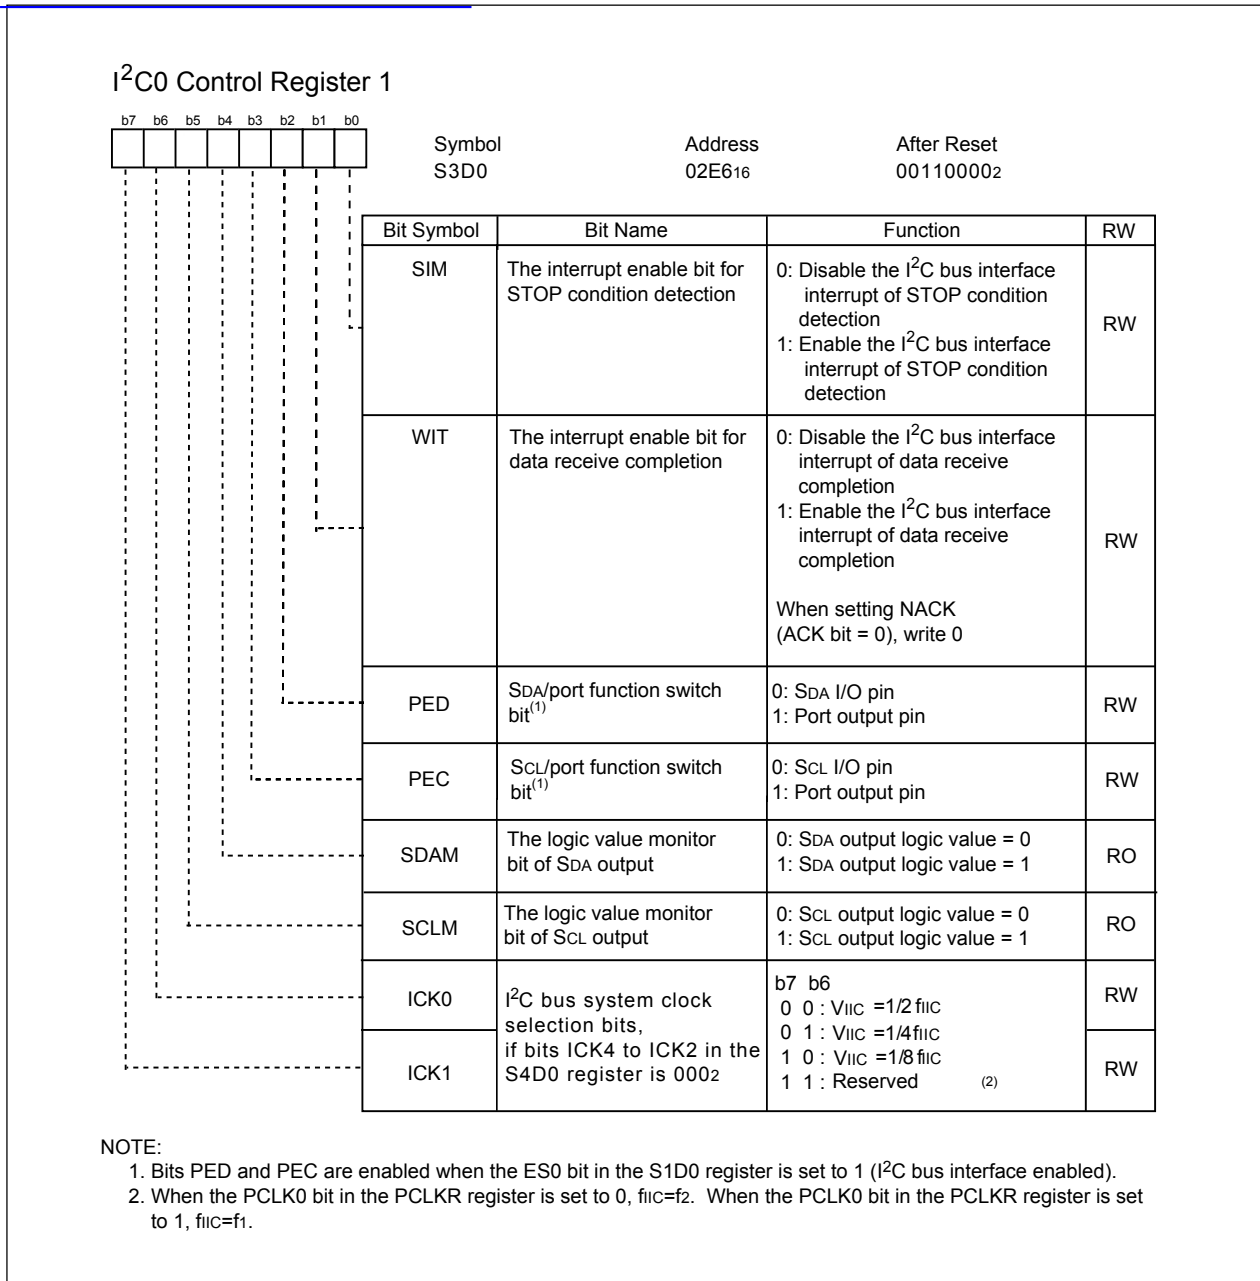 I²C0 Control Register 1
b7 b6 b5 b4 b3 b2 b1 b0
Symbol Address After Reset
S3D0 02E616 001100002
Bit Symbol Bit Name Function RW
SIM
The interrupt enable bit for
STOP condition detection
0: Disable the I²C bus interface
interrupt of STOP condition
detection
1: Enable the I²C bus interface
interrupt of STOP condition
detection
RW
WIT
The interrupt enable bit for
data receive completion
0: Disable the I²C bus interface
interrupt of data receive
completion
1: Enable the I²C bus interface
interrupt of data receive
completion
When setting NACK
(ACK bit = 0), write 0
RW
PED
SDA/port function switch
bit(1)
0: SDA I/O pin
1: Port output pin
RW
PEC
SCL/port function switch
bit(1)
0: SCL I/O pin
1: Port output pin
RW
SDAM
The logic value monitor
bit of SDA output
0: SDA output logic value = 0
1: SDA output logic value = 1
RO
SCLM
The logic value monitor
bit of SCL output
0: SCL output logic value = 0
1: SCL output logic value = 1
RO
ICK0
ICK1
I²C bus system clock
selection bits,
if bits ICK4 to ICK2 in the
S4D0 register is 0002
b7 b6
0 0 : VIIC =1/2 fIIC
0 1 : VIIC =1/4fIIC
1 0 : VIIC =1/8 fIIC
1 1 : Reserved (2)
RW
RW
NOTE:
1. Bits PED and PEC are enabled when the ES0 bit in the S1D0 register is set to 1 (I²C bus interface enabled).
2. When the PCLK0 bit in the PCLKR register is set to 0, fIIC=f2. When the PCLK0 bit in the PCLKR register is set
to 1, fIIC=f1.